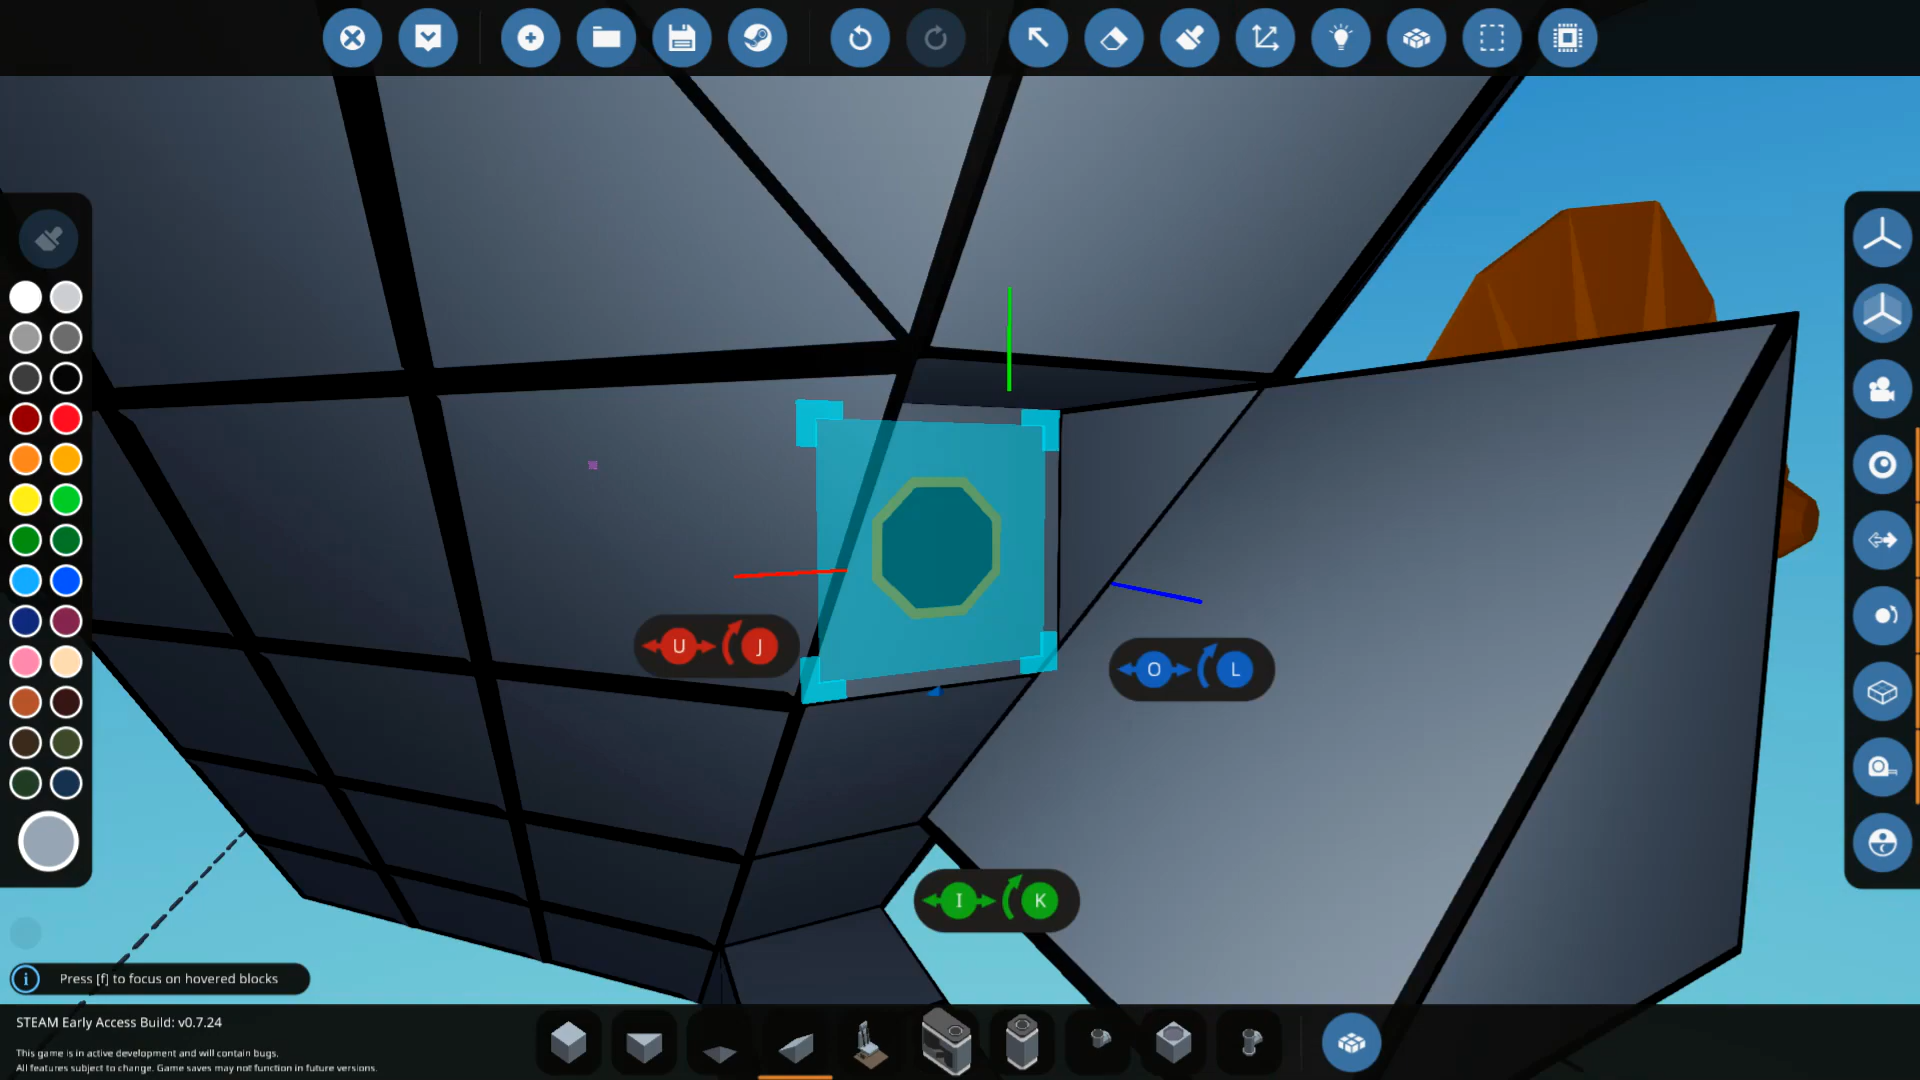 U
J
O
L
I
K
i
Press [f] to focus on hovered blocks
STEAM Early Access Build: v0.7.24
This game is in active development and will contain bugs.
All features subject to change. Game saves may not function in future versions.